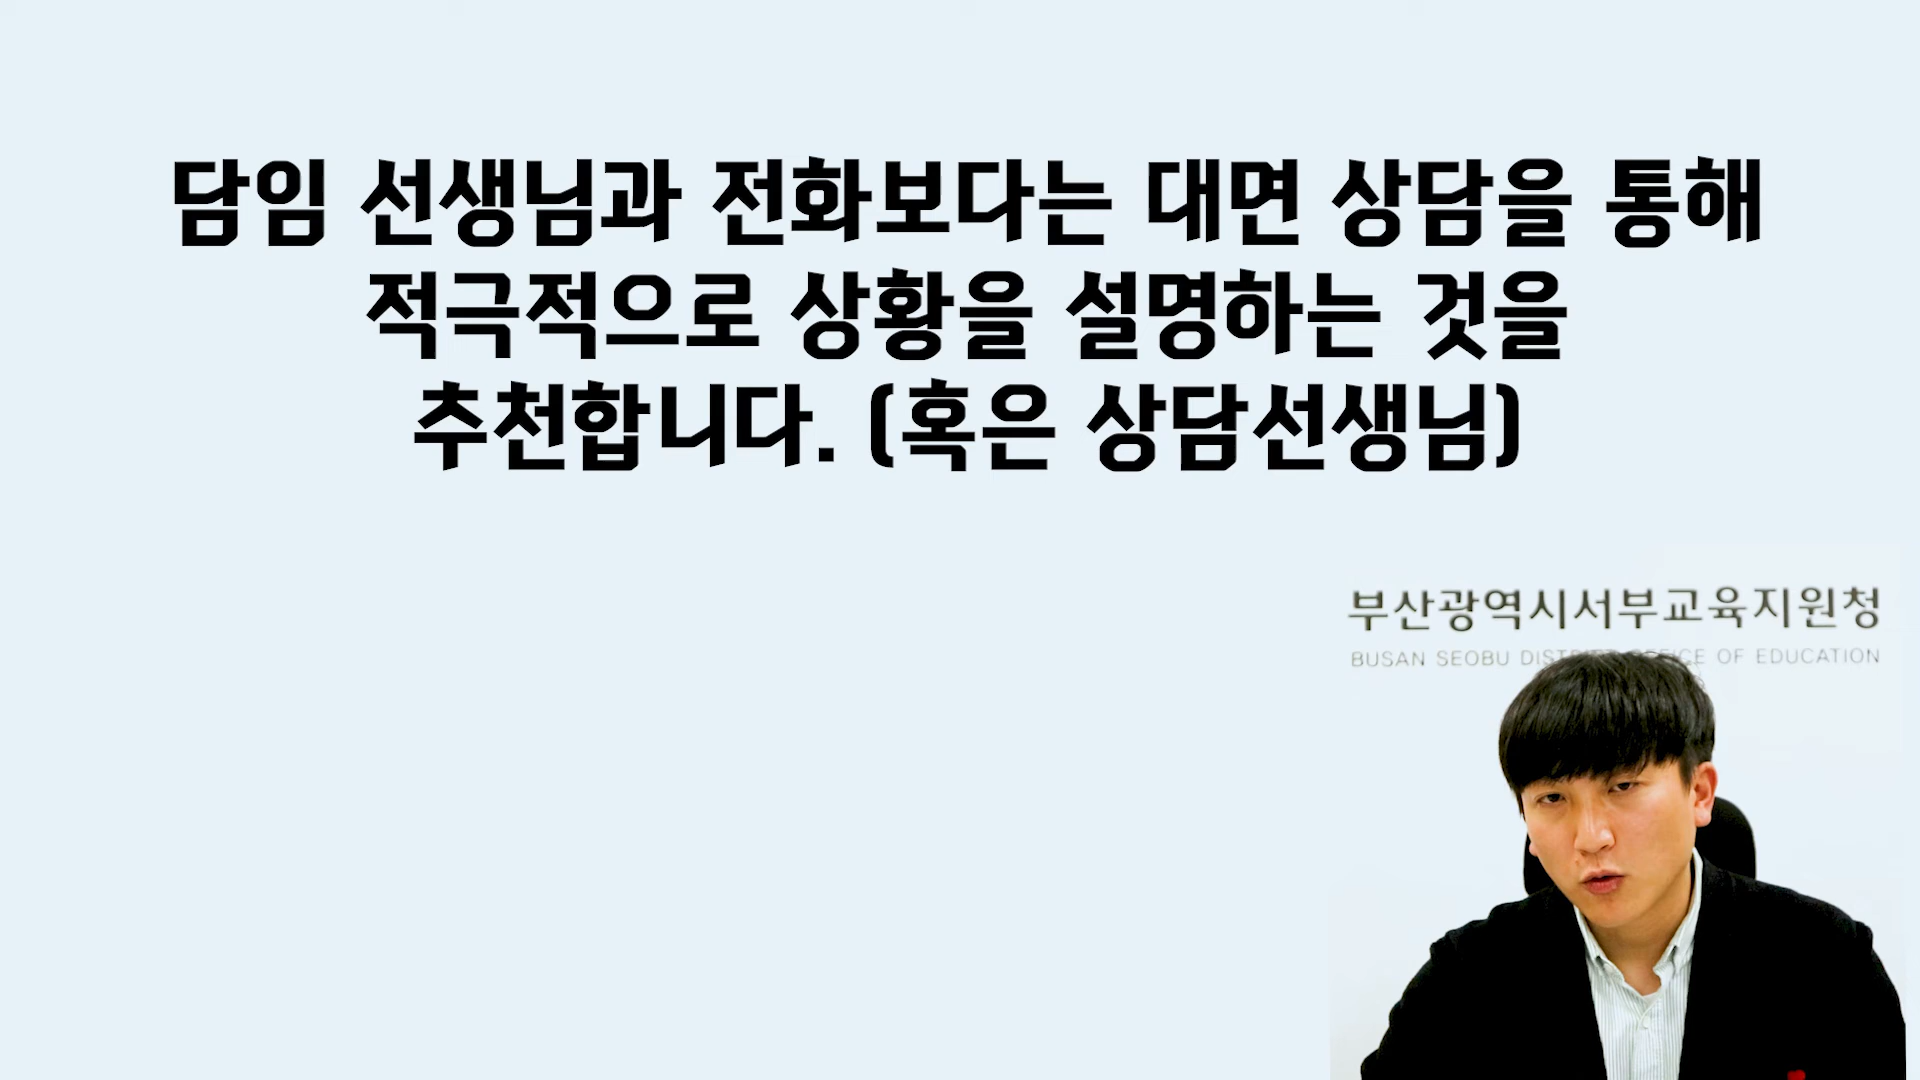 담임 선생님과 전화보다는 대면 상담을 통해
적극적으로 상황을 설명하는 것을
추천합니다. (혹은 상담선생님)
부산광역시서부교육지원청
BUSAN SEOBU OF EDUCATION